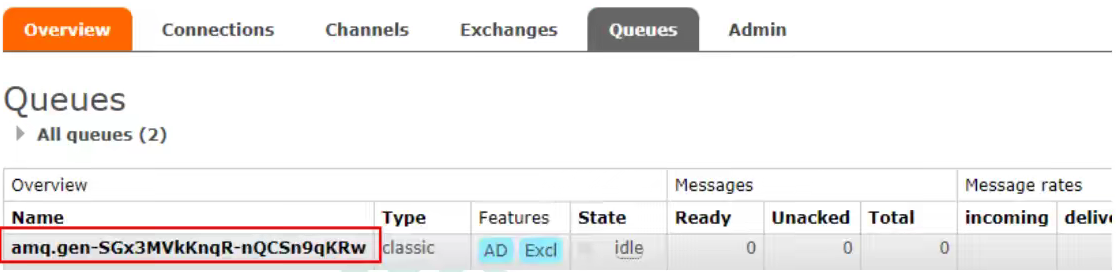 Overview Connections Channels Exchanges Queues Admin
Queues
All queues (2)
Overview Messages Message rates
Name Type Features State Ready Unacked Total incoming
amq.gen-SGx3MVkKnqR-nQCSn9qKRw classic AD Excl idle 0 0 0